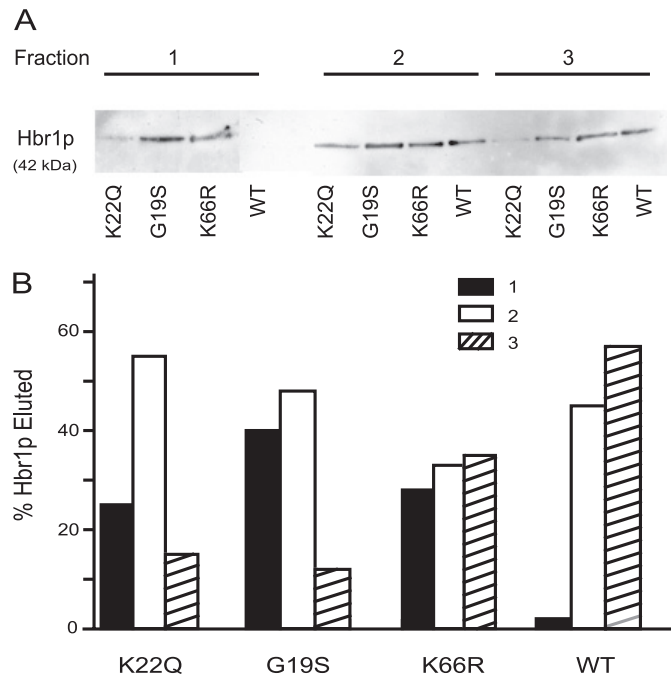 A
Fraction 1 2 3
Hbr1p
(42 kDa)
K22Q G19S K66R WT K22Q G19S K66R WT K22Q G19S K66R WT
B
1
2
3
60
40
20
0
% Hbr1p Eluted
K22Q G19S K66R WT